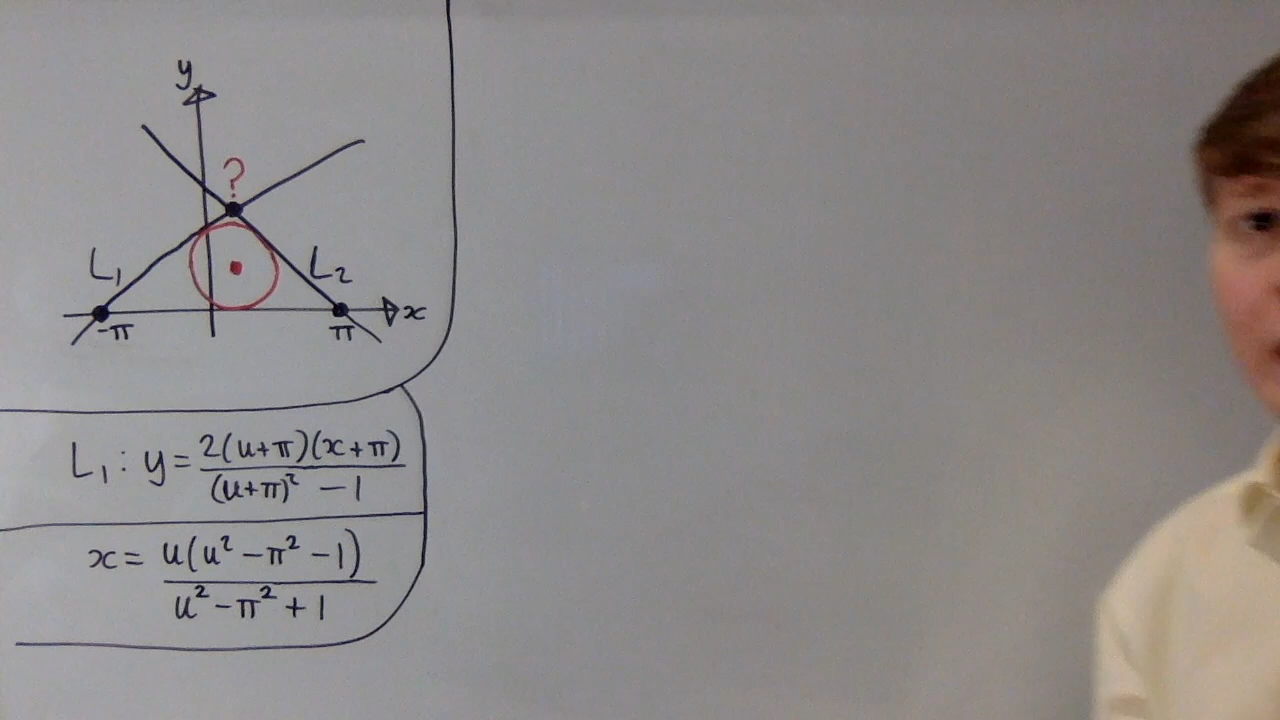 y
?
L₁
L₂
-π
π
x
L₁: y = 2(u+π)(x+π) / (u+π)² - 1
x = u(u² - π² - 1) / u² - π² + 1